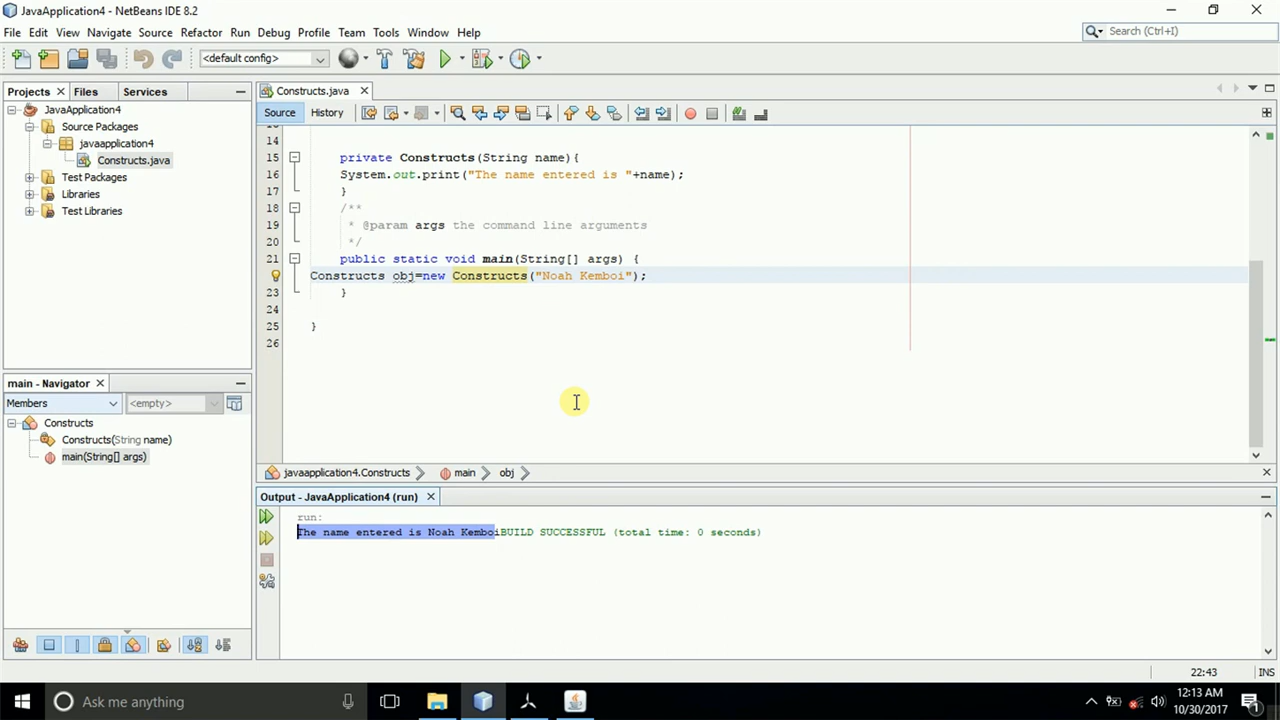 JavaApplication4 - NetBeans IDE 8.2
File Edit View Navigate Source Refactor Run Debug Profile Team Tools Window Help
Search (Ctrl+I)
<default config>
Projects Files Services
JavaApplication4
Source Packages
javaapplication4
Constructs.java
Test Packages
Libraries
Test Libraries
Constructs.java
Source History
14
15 private Constructs(String name){
16 System.out.print("The name entered is "+name);
17 }
18 /**
19 * @param args the command line arguments
20 */
21 public static void main(String[] args) {
Constructs obj=new Constructs("Noah Kemboi");
23 }
24
25 }
26
main - Navigator
Members <empty>
Constructs
Constructs(String name)
main(String[] args)
javaapplication4.Constructs main obj
Output - JavaApplication4 (run)
run:
The name entered is Noah KemboiBUILD SUCCESSFUL (total time: 0 seconds)
22:43 INS
Ask me anything
12:13 AM
10/30/2017
1